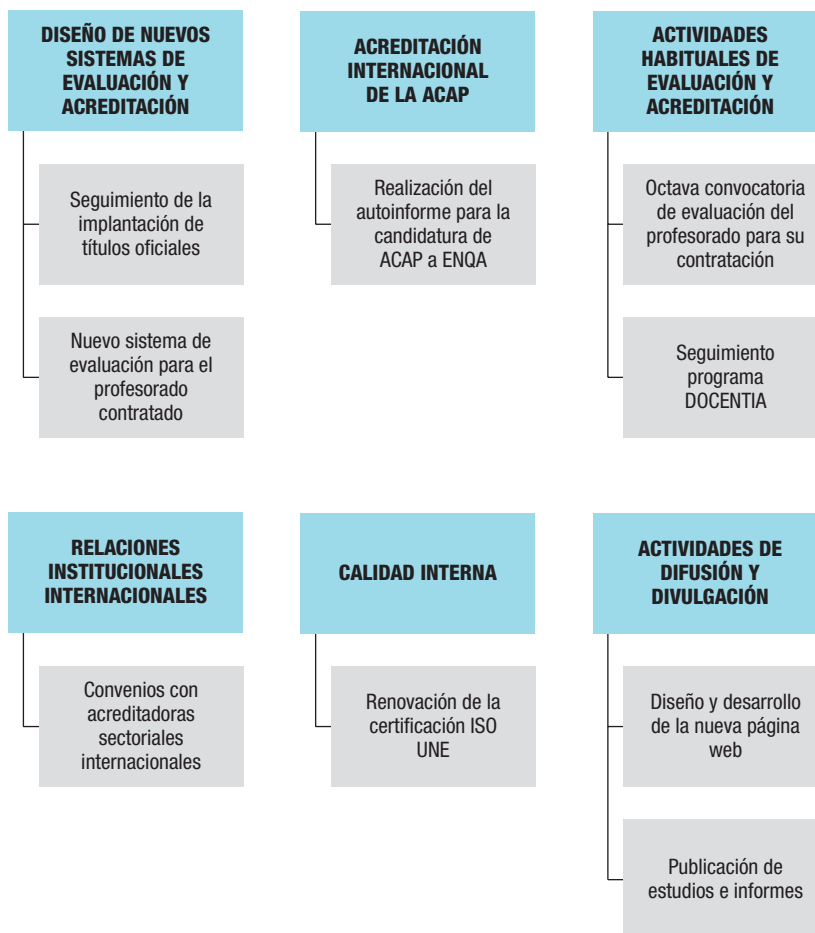 DISEÑO DE NUEVOS
SISTEMAS DE
EVALUACIÓN Y
ACREDITACIÓN
Seguimiento de la
implantación de
títulos oficiales
Nuevo sistema de
evaluación para el
profesorado
contratado
ACREDITACIÓN
INTERNACIONAL
DE LA ACAP
Realización del
autoinforme para la
candidatura de
ACAP a ENQA
ACTIVIDADES
HABITUALES DE
EVALUACIÓN Y
ACREDITACIÓN
Octava convocatoria
de evaluación del
profesorado para su
contratación
Seguimiento
programa
DOCENTIA
RELACIONES
INSTITUCIONALES
INTERNACIONALES
Convenios con
acreditadoras
sectoriales
internacionales
CALIDAD INTERNA
Renovación de la
certificación ISO
UNE
ACTIVIDADES DE
DIFUSIÓN Y
DIVULGACIÓN
Diseño y desarrollo
de la nueva página
web
Publicación de
estudios e informes